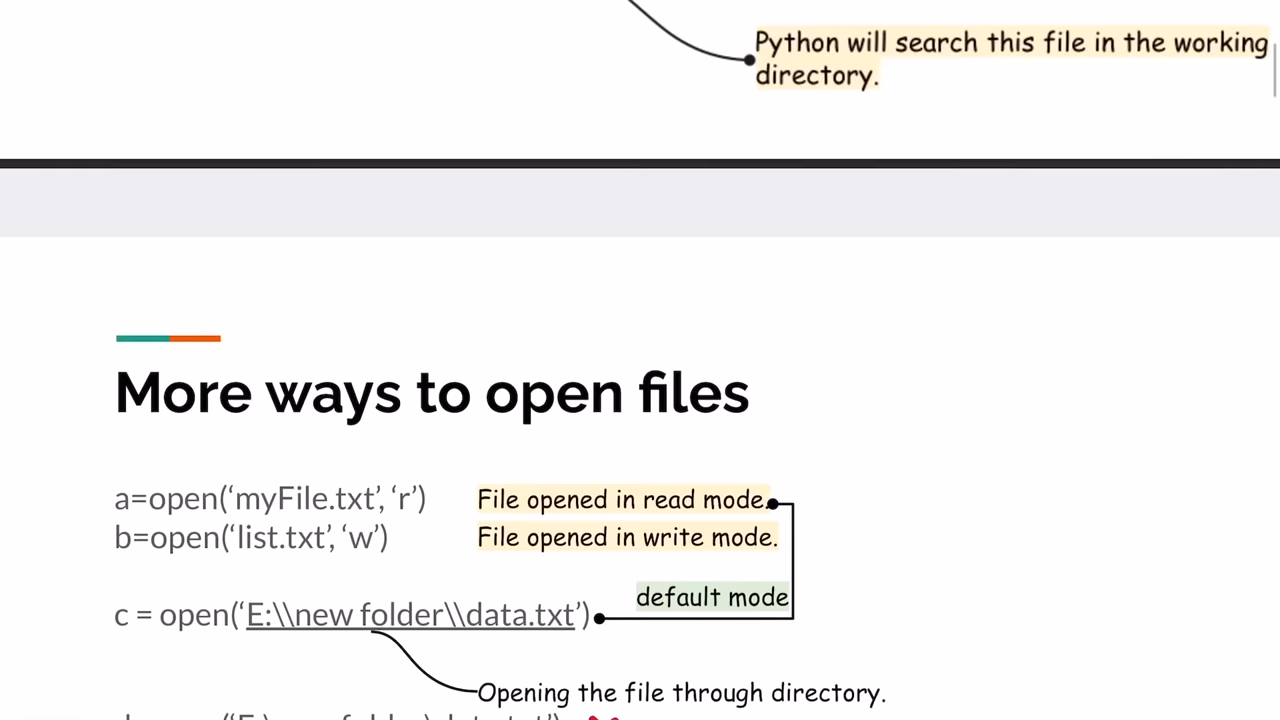 Python will search this file in the working
directory.
More ways to open files
a=open(‘myFile.txt’, ‘r’) File opened in read mode.
b=open(‘list.txt’, ‘w’) File opened in write mode.
default mode
c = open(‘E:\\new folder\\data.txt’)
Opening the file through directory.